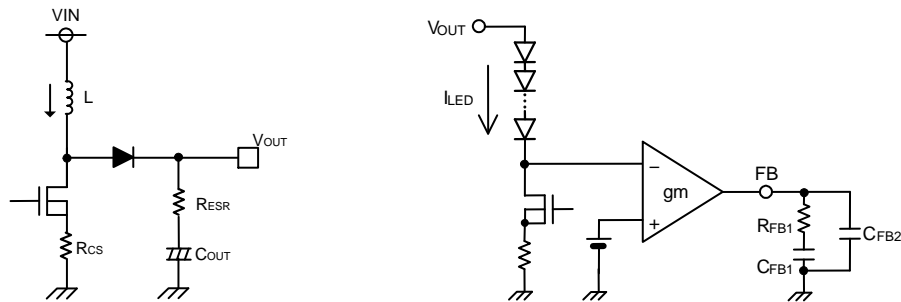 VIN
L
VOUT
RESR
RCS
COUT
VOUT
ILED
−
gm
+
FB
RFB1
CFB2
CFB1